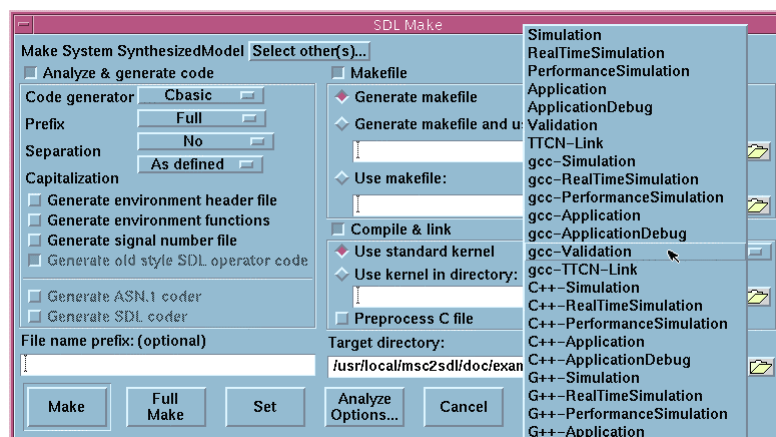 SDL Make
Make System SynthesizedModel Select other(s)...
Analyze & generate code
Code generator Cbasic
Prefix Full
Separation No
Capitalization As defined
Generate environment header file
Generate environment functions
Generate signal number file
Generate old style SDL operator code
Generate ASN.1 coder
Generate SDL coder
File name prefix: (optional)
Makefile
Generate makefile
Generate makefile and u
Use makefile:
Compile & link
Use standard kernel
Use kernel in directory:
Preprocess C file
Target directory:
/usr/local/msc2sdl/doc/exan
Make
Full Make
Set
Analyze Options...
Cancel
Simulation
RealTimeSimulation
PerformanceSimulation
Application
ApplicationDebug
Validation
TTCN-Link
gcc-Simulation
gcc-RealTimeSimulation
gcc-PerformanceSimulation
gcc-Application
gcc-ApplicationDebug
gcc-Validation
gcc-TTCN-Link
C++-Simulation
C++-RealTimeSimulation
C++-PerformanceSimulation
C++-Application
C++-ApplicationDebug
G++-Simulation
G++-RealTimeSimulation
G++-PerformanceSimulation
G++-Application